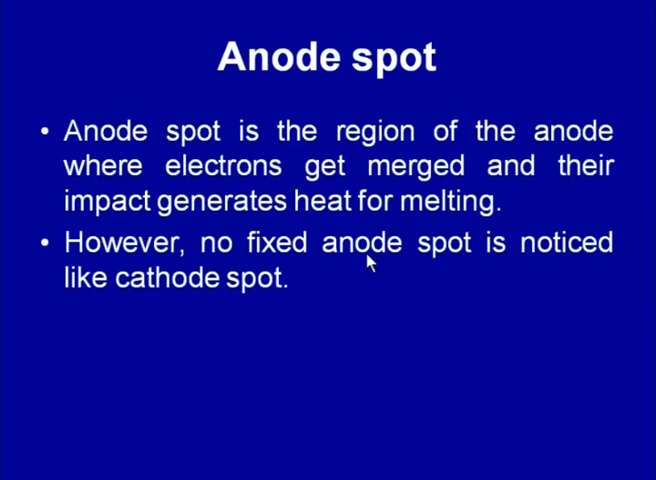 Anode spot
• Anode spot is the region of the anode
where electrons get merged and their
impact generates heat for melting.
• However, no fixed anode spot is noticed
like cathode spot.